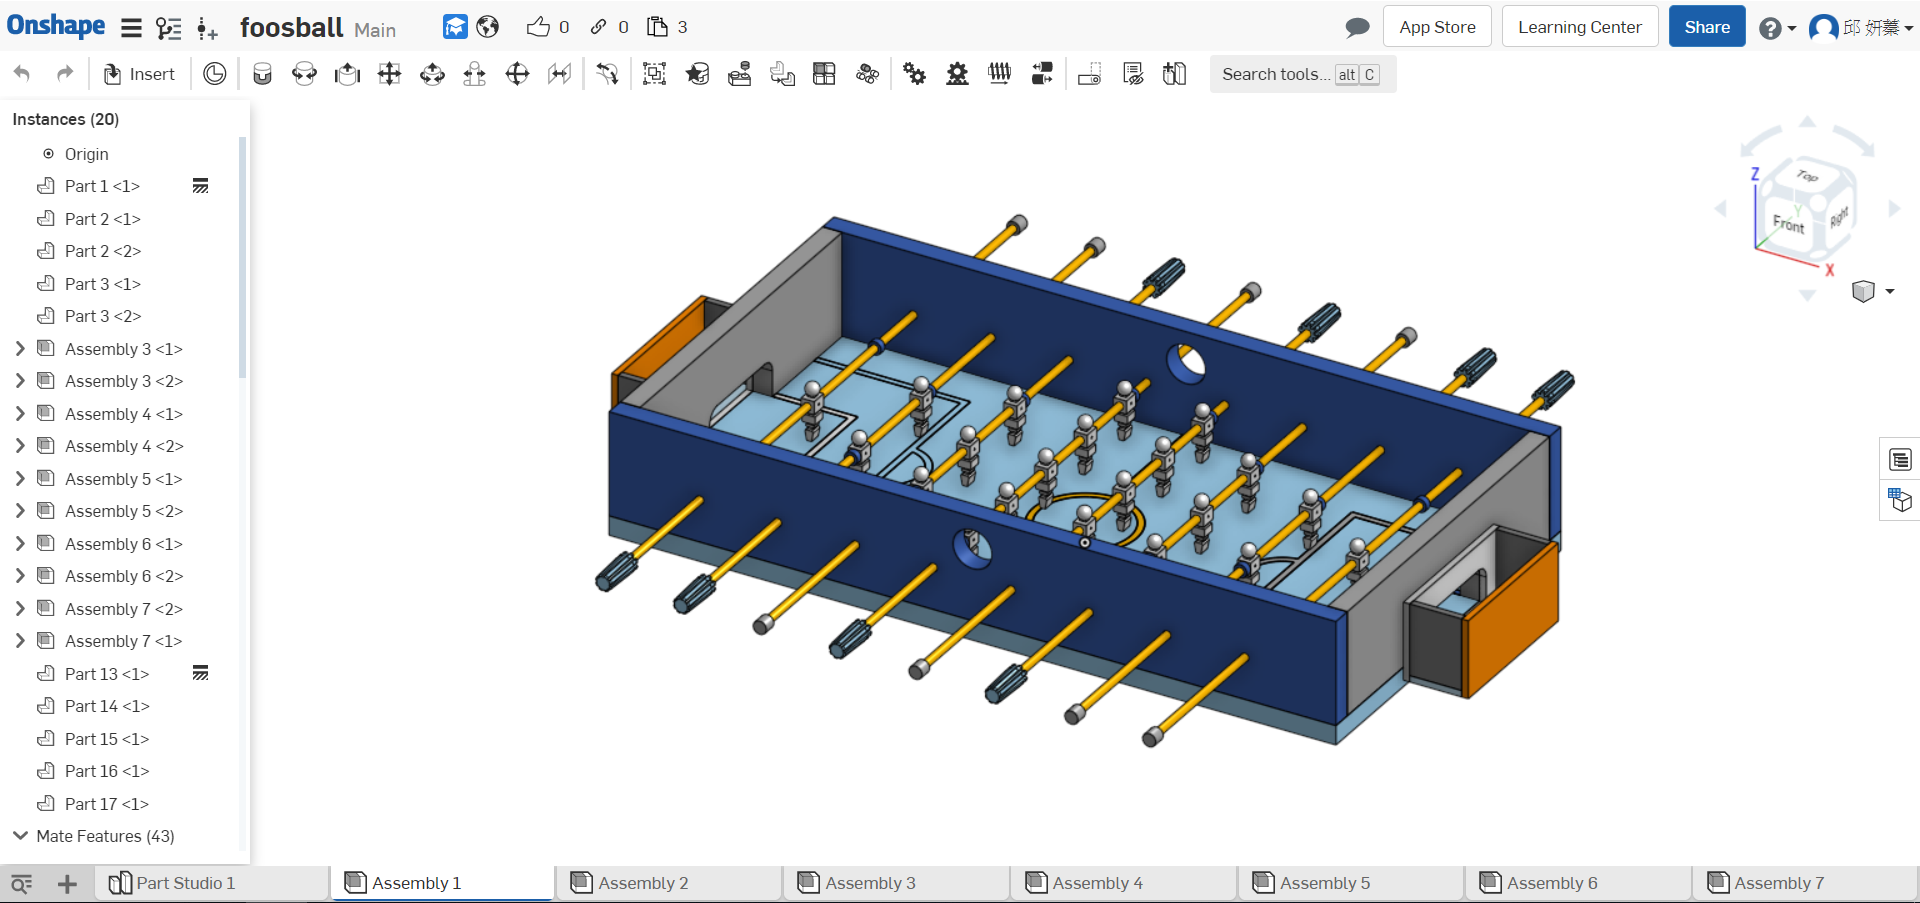 Onshape foosball Main 0 0 3 App Store Learning Center Share 邱 妍蓁
Insert Search tools... alt C
Instances (20)
Origin
Part 1 <1>
Part 2 <1>
Part 2 <2>
Part 3 <1>
Part 3 <2>
Assembly 3 <1>
Assembly 3 <2>
Assembly 4 <1>
Assembly 4 <2>
Assembly 5 <1>
Assembly 5 <2>
Assembly 6 <1>
Assembly 6 <2>
Assembly 7 <2>
Assembly 7 <1>
Part 13 <1>
Part 14 <1>
Part 15 <1>
Part 16 <1>
Part 17 <1>
Mate Features (43)
Z
Top
Y
Front
Right
X
Part Studio 1 Assembly 1 Assembly 2 Assembly 3 Assembly 4 Assembly 5 Assembly 6 Assembly 7